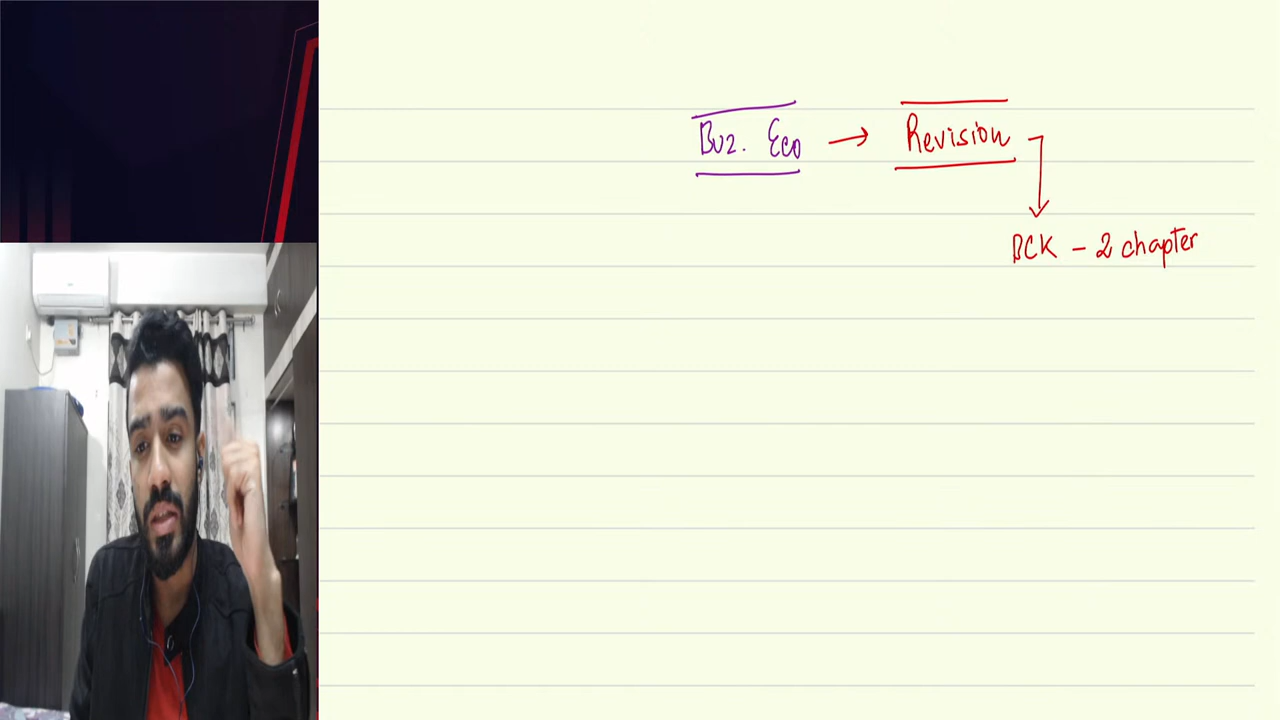 Buz. Eco → Revision
BCK - 2 chapter